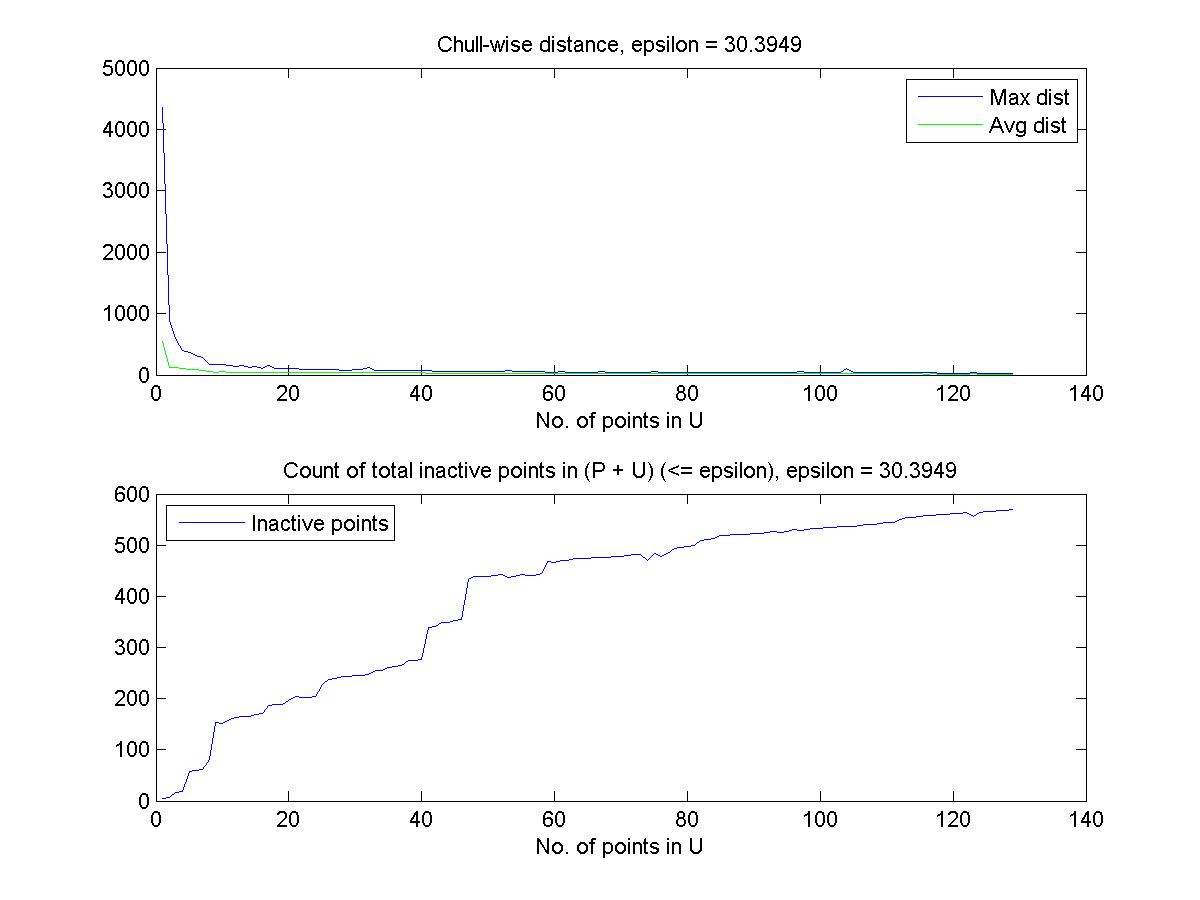 Chull-wise distance, epsilon = 30.3949
5000
4000
3000
2000
1000
0
Max dist
Avg dist
0 20 40 60 80 100 120 140
No. of points in U
Count of total inactive points in (P + U) (<= epsilon), epsilon = 30.3949
600
500
400
300
200
100
0
Inactive points
0 20 40 60 80 100 120 140
No. of points in U